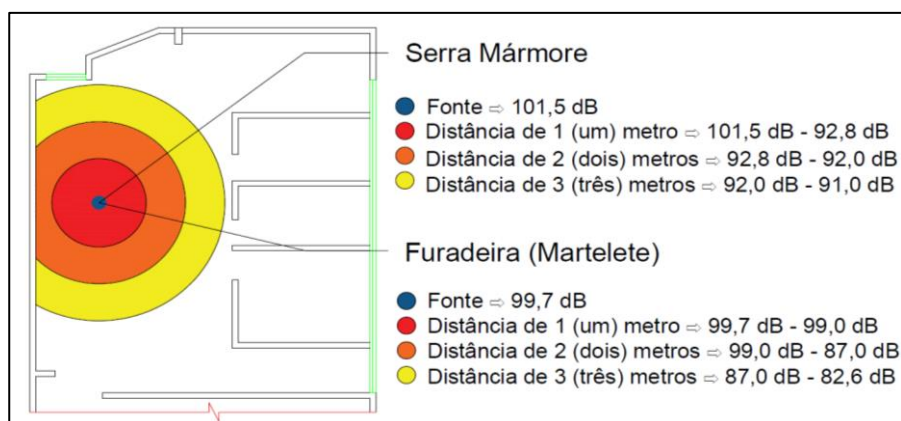 Serra Mármore
Fonte ⇨ 101,5 dB
Distância de 1 (um) metro ⇨ 101,5 dB - 92,8 dB
Distância de 2 (dois) metros ⇨ 92,8 dB - 92,0 dB
Distância de 3 (três) metros ⇨ 92,0 dB - 91,0 dB
Furadeira (Martelete)
Fonte ⇨ 99,7 dB
Distância de 1 (um) metro ⇨ 99,7 dB - 99,0 dB
Distância de 2 (dois) metros ⇨ 99,0 dB - 87,0 dB
Distância de 3 (três) metros ⇨ 87,0 dB - 82,6 dB